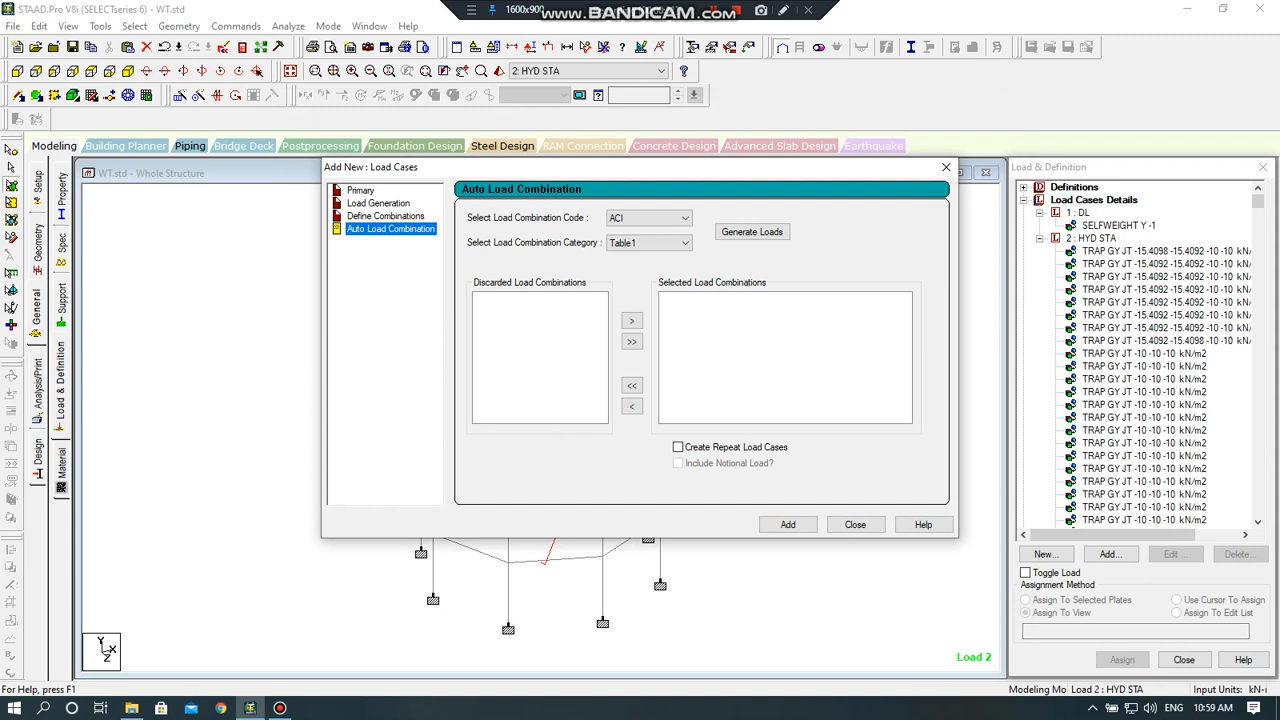 STAAD.Pro V8i (SELECTseries 6) - WT.std
1600x900
www.BANDICAM.com
File Edit View Tools Select Geometry Commands Analyze Mode Window Help
2: HYD STA
Modeling Building Planner Piping Bridge Deck Postprocessing Foundation Design Steel Design RAM Connection Concrete Design Advanced Slab Design Earthquake
Setup
Geometry
General
Analysis/Print
Design
Property
Spec
Support
Load & Definition
Material
WT.std - Whole Structure
Add New : Load Cases
Primary
Load Generation
Define Combinations
Auto Load Combination
Auto Load Combination
Select Load Combination Code : ACI
Generate Loads
Select Load Combination Category : Table1
Discarded Load Combinations
Selected Load Combinations
>
>>
<<
<
Create Repeat Load Cases
Include Notional Load?
Add Close Help
Y
X
Z
Load 2
Load & Definition
Definitions
Load Cases Details
1 : DL
SELFWEIGHT Y -1
2 : HYD STA
TRAP GY JT -15.4098 -15.4092 -10 -10 kN/
TRAP GY JT -15.4092 -15.4092 -10 -10 kN/
TRAP GY JT -15.4092 -15.4092 -10 -10 kN/
TRAP GY JT -15.4092 -15.4092 -10 -10 kN/
TRAP GY JT -15.4092 -15.4092 -10 -10 kN/
TRAP GY JT -15.4092 -15.4092 -10 -10 kN/
TRAP GY JT -15.4092 -15.4092 -10 -10 kN/
TRAP GY JT -15.4092 -15.4098 -10 -10 kN/
TRAP GY JT -10 -10 -10 kN/m2
TRAP GY JT -10 -10 -10 kN/m2
TRAP GY JT -10 -10 -10 kN/m2
TRAP GY JT -10 -10 -10 kN/m2
TRAP GY JT -10 -10 -10 kN/m2
TRAP GY JT -10 -10 -10 kN/m2
TRAP GY JT -10 -10 -10 kN/m2
TRAP GY JT -10 -10 -10 kN/m2
TRAP GY JT -10 -10 -10 kN/m2
TRAP GY JT -10 -10 -10 kN/m2
TRAP GY JT -10 -10 -10 kN/m2
TRAP GY JT -10 -10 -10 kN/m2
TRAP GY JT -10 -10 -10 kN/m2
TRAP GY JT -10 -10 -10 kN/m2
New... Add... Edit... Delete...
Toggle Load
Assignment Method
Assign To Selected Plates Use Cursor To Assign
Assign To View Assign To Edit List
Assign Close Help
For Help, press F1
Modeling Mo Load 2 : HYD STA Input Units: kN-i
ENG 10:59 AM